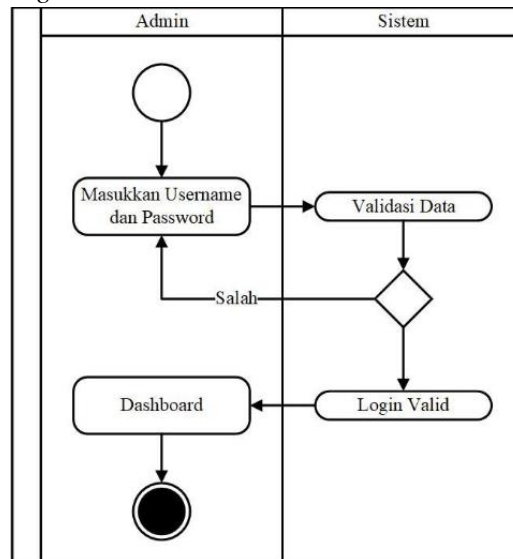 Admin
Sistem
Masukkan Username
dan Password
Validasi Data
Salah
Dashboard
Login Valid